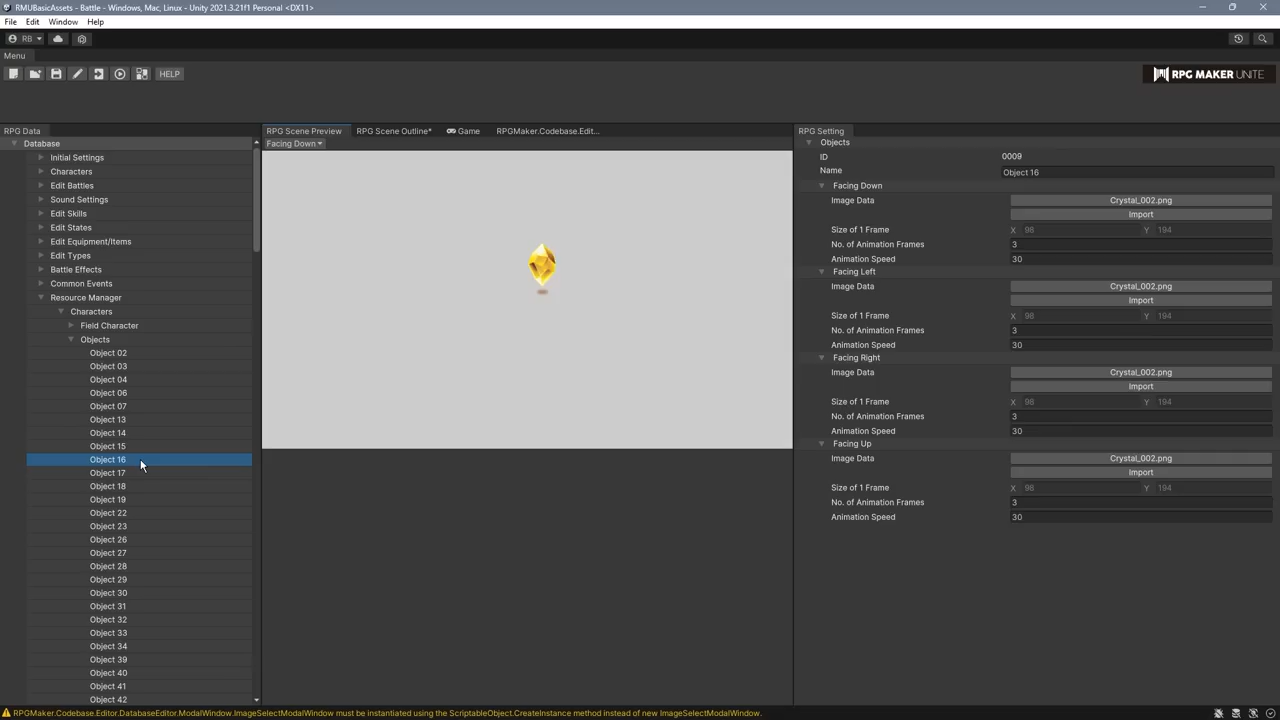 RMUBasicAssets - Battle - Windows, Mac, Linux - Unity 2021.3.21f1 Personal <DX11>
File Edit Window Help
RB
Menu
HELP
RPG MAKER UNITE
RPG Data
Database
Initial Settings
Characters
Edit Battles
Sound Settings
Edit Skills
Edit States
Edit Equipment/Items
Edit Types
Battle Effects
Common Events
Resource Manager
Characters
Field Character
Objects
Object 02
Object 03
Object 04
Object 06
Object 07
Object 13
Object 14
Object 15
Object 16
Object 17
Object 18
Object 19
Object 22
Object 23
Object 26
Object 27
Object 28
Object 29
Object 30
Object 31
Object 32
Object 33
Object 34
Object 39
Object 40
Object 41
Object 42
RPG Scene Preview RPG Scene Outline* Game RPGMaker.Codebase.Edit...
Facing Down
RPG Setting
Objects
ID 0009
Name Object 16
Facing Down
Image Data Crystal_002.png
Import
Size of 1 Frame X 98 Y 194
No. of Animation Frames 3
Animation Speed 30
Facing Left
Image Data Crystal_002.png
Import
Size of 1 Frame X 98 Y 194
No. of Animation Frames 3
Animation Speed 30
Facing Right
Image Data Crystal_002.png
Import
Size of 1 Frame X 98 Y 194
No. of Animation Frames 3
Animation Speed 30
Facing Up
Image Data Crystal_002.png
Import
Size of 1 Frame X 98 Y 194
No. of Animation Frames 3
Animation Speed 30
RPGMaker.Codebase.Editor.DatabaseEditor.ModalWindow.ImageSelectModalWindow must be instantiated using the ScriptableObject.CreateInstance method instead of new ImageSelectModalWindow.